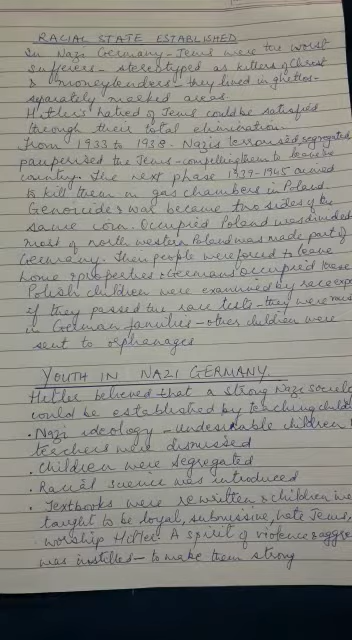 RACIAL STATE ESTABLISHED
In Nazi Germany - Jews were the worst
sufferers - stereotyped as killers of Christ
& moneylenders - they lived in ghettos -
separately marked areas.
Hitler's hatred of Jews could be satisfied
through their total elimination.
From 1933 to 1938 - Nazis terrorised, segregated
pauperised the Jews - compelling them to leave
country. The next phase 1939-1945 aimed
to kill them in gas chambers in Poland.
Genocide & war became two sides of the
same coin. Occupied Poland was divided
most of north western Poland was made part of
Germany. Then people were forced to leave
home & properties & Germans occupied these
Polish children were examined by race exp
if they passed the race tests - they were
in German families - other children were
sent to orphanages
YOUTH IN NAZI GERMANY.
Hitler believed that a strong Nazi society
could be established by teaching child
. Nazi ideology - undesirable children
teachers were dismissed
. Children were segregated
. Racial science was introduced
. Textbooks were rewritten & children we
taught to be loyal, submissive, hate Jews,
worship Hitler. A spirit of violence & aggre
was instilled - to make them strong